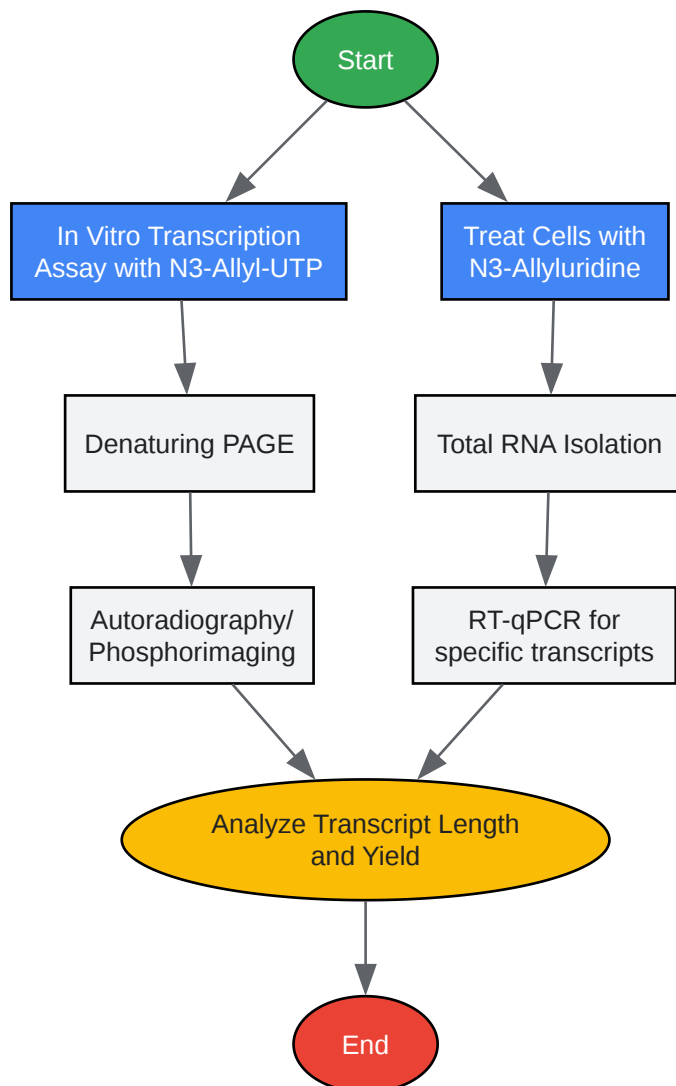 Start
In Vitro Transcription
Assay with N3-Allyl-UTP
Treat Cells with
N3-Allyluridine
Denaturing PAGE
Total RNA Isolation
Autoradiography/
Phosphorimaging
RT-qPCR for
specific transcripts
Analyze Transcript Length
and Yield
End